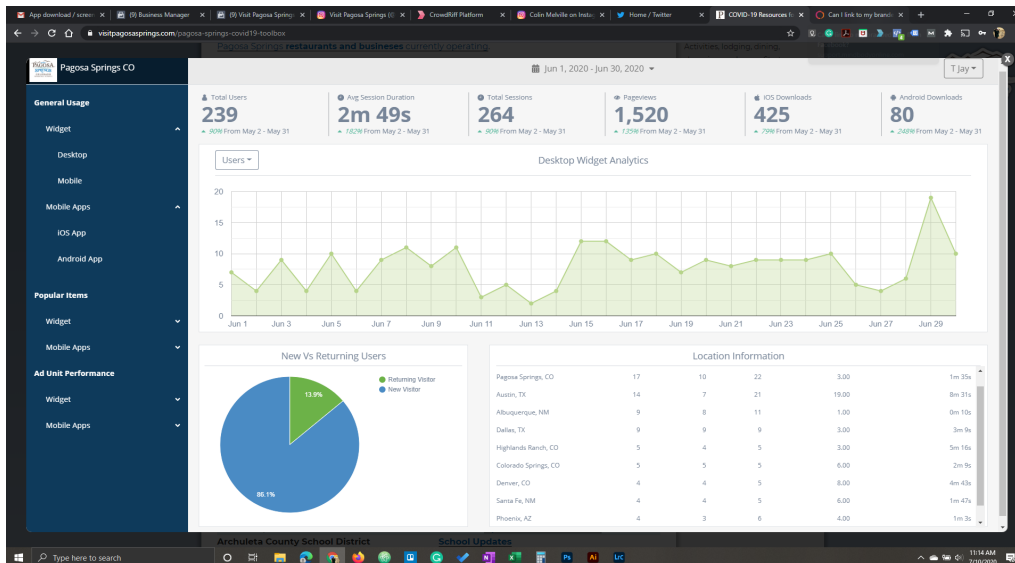 App download / screen
(9) Business Manager
(9) Visit Pagosa Springs
Visit Pagosa Springs (
CrowdRiff Platform
Colin Melville on Insta
Home / Twitter
COVID-19 Resources fo
Can I link to my brand
visitpagosasprings.com/pagosa-springs-covid19-toolbox
Pagosa Springs restaurants and busineses currently operating.
Activities, lodging, dining,
PAGOSA
SPRINGS
Pagosa Springs CO
Jun 1, 2020 - Jun 30, 2020
T Jay
X
General Usage
Widget
Desktop
Mobile
Mobile Apps
iOS App
Android App
Popular Items
Widget
Mobile Apps
Ad Unit Performance
Widget
Mobile Apps
Total Users
239
90% From May 2 - May 31
Avg Session Duration
2m 49s
182% From May 2 - May 31
Total Sessions
264
90% From May 2 - May 31
Pageviews
1,520
135% From May 2 - May 31
iOS Downloads
425
79% From May 2 - May 31
Android Downloads
80
248% From May 2 - May 31
Users
Desktop Widget Analytics
20
15
10
5
0
Jun 1 Jun 3 Jun 5 Jun 7 Jun 9 Jun 11 Jun 13 Jun 15 Jun 17 Jun 19 Jun 21 Jun 23 Jun 25 Jun 27 Jun 29
New Vs Returning Users
Returning Visitor
New Visitor
13.9%
86.1%
Location Information
Pagosa Springs, CO 17 10 22 3.00 1m 35s
Austin, TX 14 7 21 19.00 8m 31s
Albuquerque, NM 9 8 11 1.00 0m 10s
Dallas, TX 9 9 9 3.00 3m 9s
Highlands Ranch, CO 5 4 5 3.00 5m 16s
Colorado Springs, CO 5 5 5 6.00 2m 9s
Denver, CO 4 4 5 8.00 4m 43s
Santa Fe, NM 4 4 5 6.00 1m 47s
Phoenix, AZ 4 3 6 4.00 1m 3s
Archuleta County School District
School Updates
Type here to search
11:14 AM
7/10/2020